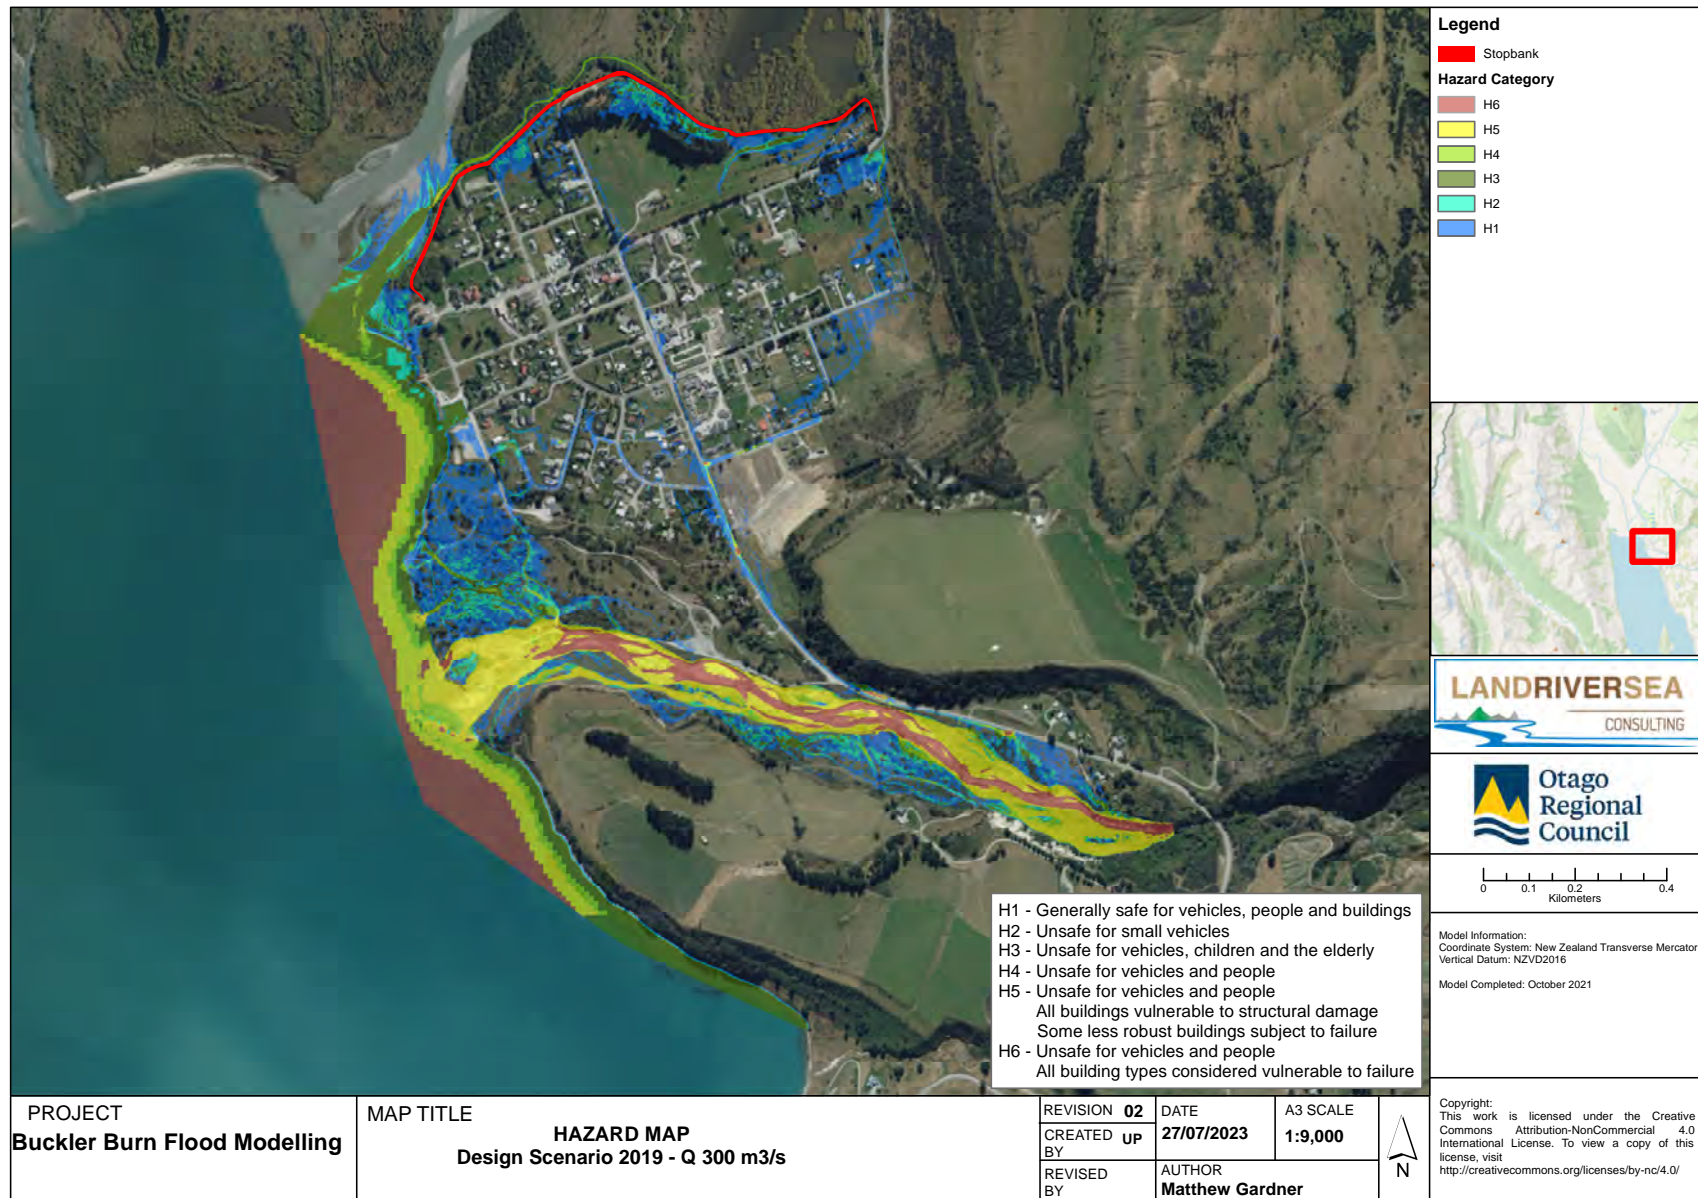 Legend
Stopbank
Hazard Category
H6
H5
H4
H3
H2
H1
LANDRIVERSEA
CONSULTING
Otago
Regional
Council
0 0.1 0.2 0.4
Kilometers
Model Information:
Coordinate System: New Zealand Transverse Mercator
Vertical Datum: NZVD2016
Model Completed: October 2021
H1 - Generally safe for vehicles, people and buildings
H2 - Unsafe for small vehicles
H3 - Unsafe for vehicles, children and the elderly
H4 - Unsafe for vehicles and people
H5 - Unsafe for vehicles and people
All buildings vulnerable to structural damage
Some less robust buildings subject to failure
H6 - Unsafe for vehicles and people
All building types considered vulnerable to failure
PROJECT
Buckler Burn Flood Modelling
MAP TITLE
HAZARD MAP
Design Scenario 2019 - Q 300 m3/s
REVISION 02
CREATED BY UP
REVISED
BY
DATE
27/07/2023
A3 SCALE
1:9,000
AUTHOR
Matthew Gardner
N
Copyright:
This work is licensed under the Creative
Commons Attribution-NonCommercial 4.0
International License. To view a copy of this
license, visit
http://creativecommons.org/licenses/by-nc/4.0/